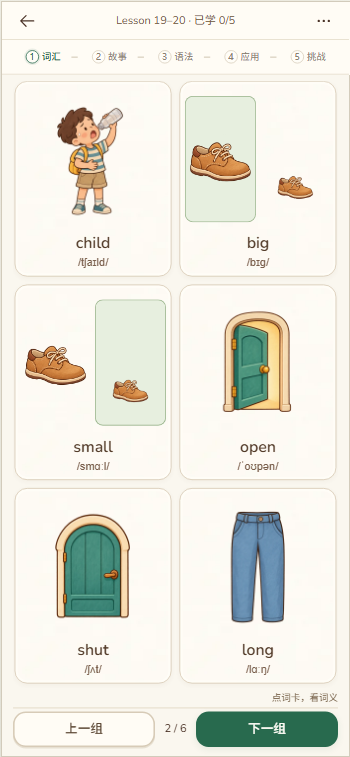 Lesson 19–20 · 已学 0/5
1 词汇 – 2 故事 – 3 语法 – 4 应用 – 5 挑战
child
/tʃaɪld/
big
/bɪɡ/
small
/smɑːl/
open
/ˈoʊpən/
shut
/ʃʌt/
long
/lɑːŋ/
点词卡，看词义
上一组
2 / 6
下一组